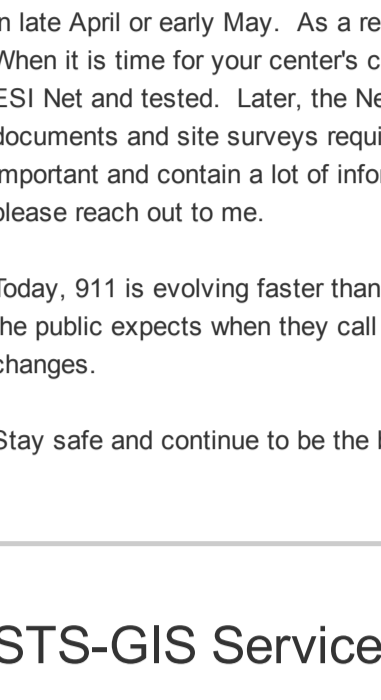 n late April or early May.  As a re
When it is time for your center's c
ESI Net and tested.  Later, the Ne
documents and site surveys requi
mportant and contain a lot of info
please reach out to me.
Today, 911 is evolving faster than
the public expects when they call
changes.
Stay safe and continue to be the
STS-GIS Service